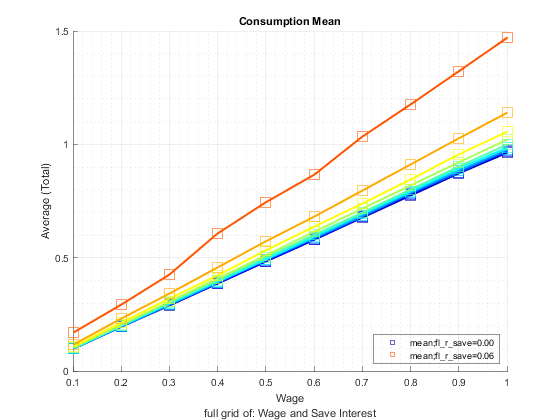 Consumption Mean
1.5
1
0.5
0
Average (Total)
0.1 0.2 0.3 0.4 0.5 0.6 0.7 0.8 0.9 1
mean;fl_r_save=0.00
mean;fl_r_save=0.06
Wage
full grid of: Wage and Save Interest